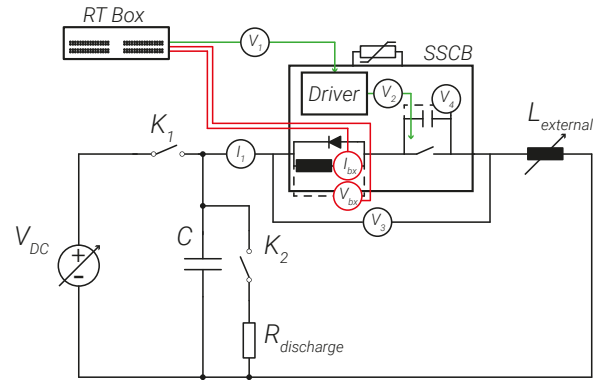 RT Box
V1
SSCB
Driver
V2
V4
K1
I1
Ibx
Vbx
V3
Lexternal
VDC
C
K2
Rdischarge